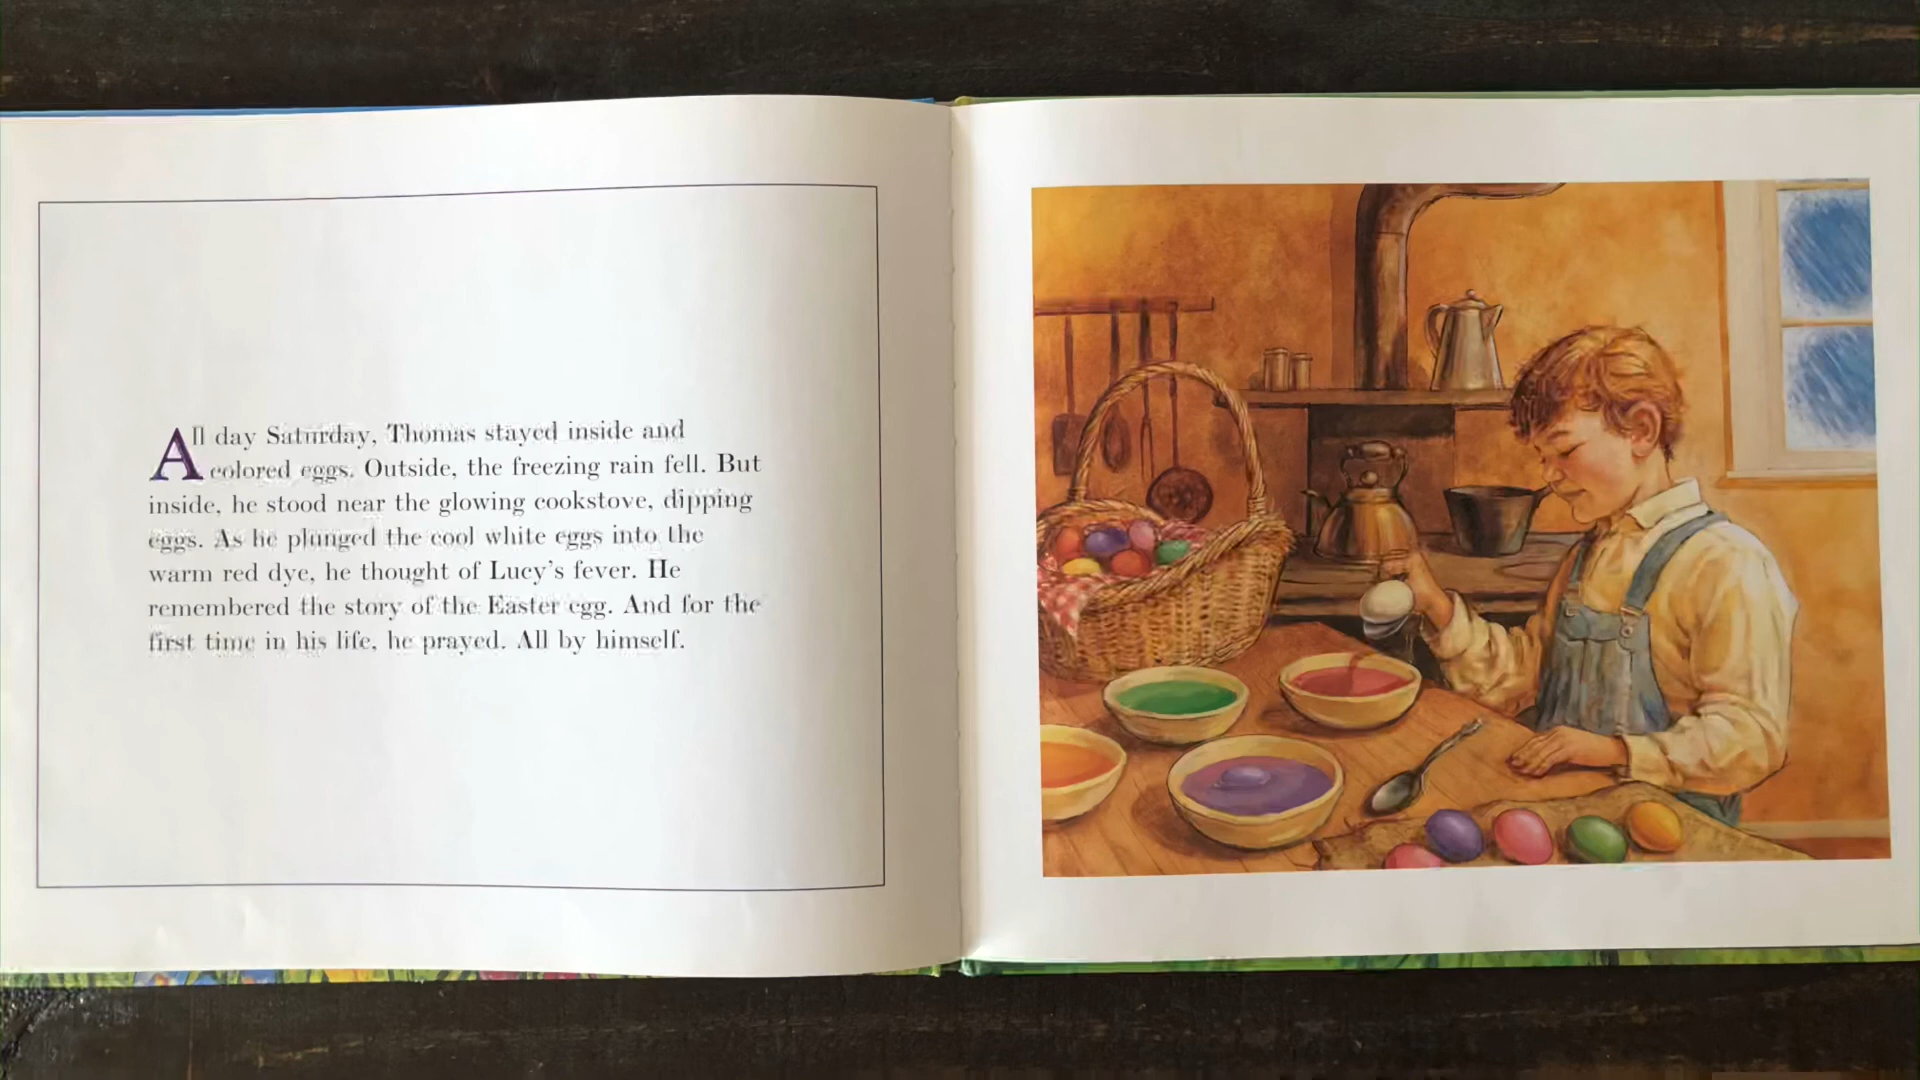 All day Saturday, Thomas stayed inside and
colored eggs. Outside, the freezing rain fell. But
inside, he stood near the glowing cookstove, dipping
eggs. As he plunged the cool white eggs into the
warm red dye, he thought of Lucy's fever. He
remembered the story of the Easter egg. And for the
first time in his life, he prayed. All by himself.